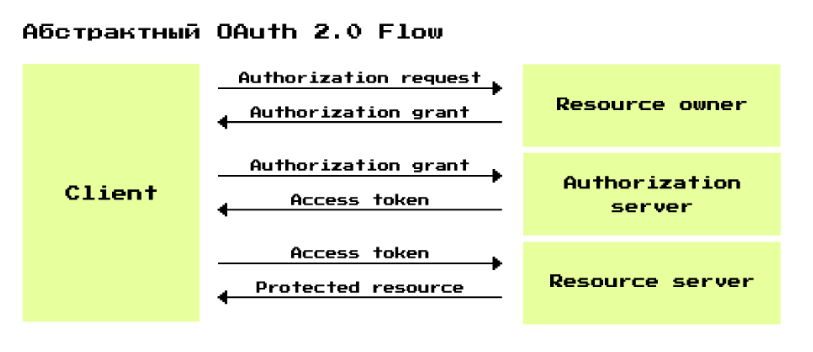 Абстрактный OAuth 2.0 Flow
Client
Authorization request
Authorization grant
Resource owner
Authorization grant
Access token
Authorization
server
Access token
Protected resource
Resource server